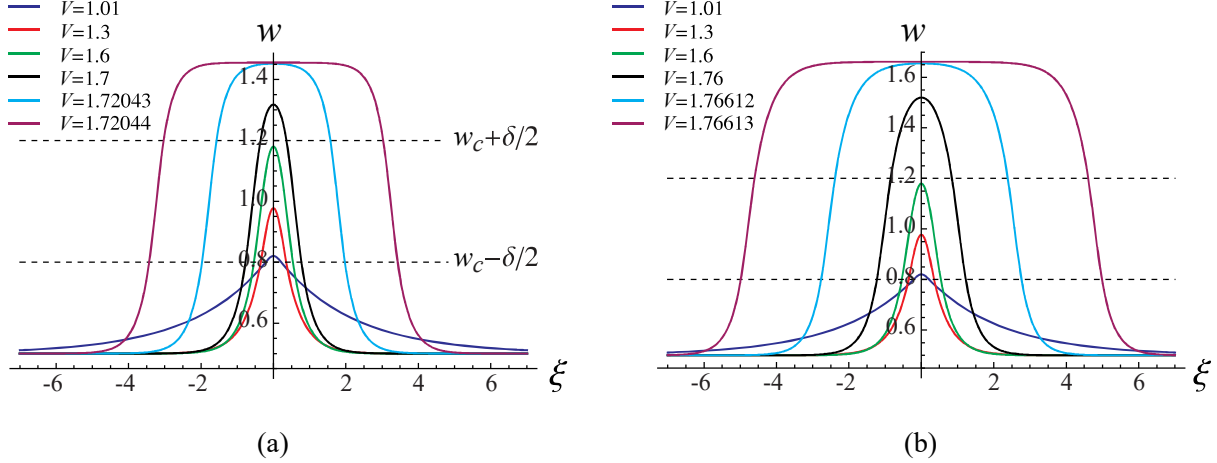 V=1.01
V=1.3
V=1.6
V=1.7
V=1.72043
V=1.72044
w
1.4
1.2
1.0
0.8
0.6
w_c+δ/2
w_c−δ/2
-6 -4 -2 2 4 6 ξ
(a)
V=1.01
V=1.3
V=1.6
V=1.76
V=1.76612
V=1.76613
w
1.6
1.4
1.2
1.0
0.8
0.6
-6 -4 -2 2 4 6 ξ
(b)